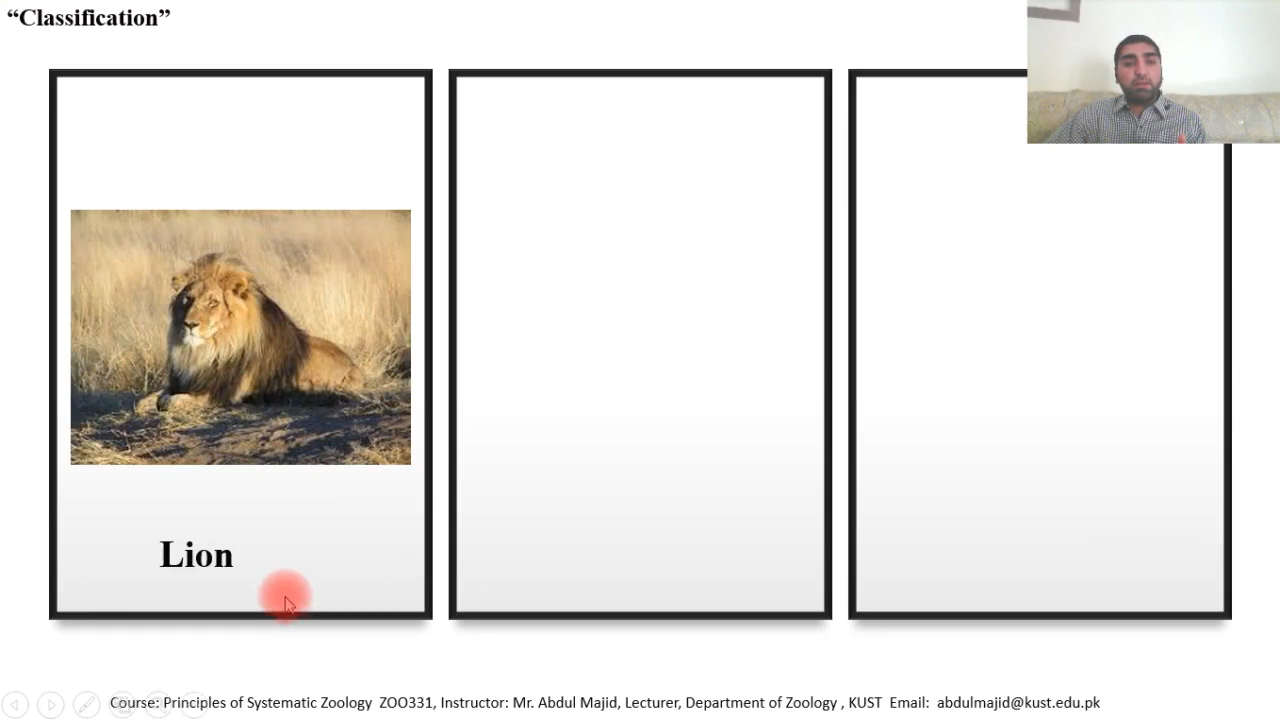 “Classification”
Lion
Course: Principles of Systematic Zoology  ZOO331, Instructor: Mr. Abdul Majid, Lecturer, Department of Zoology , KUST  Email:  abdulmajid@kust.edu.pk